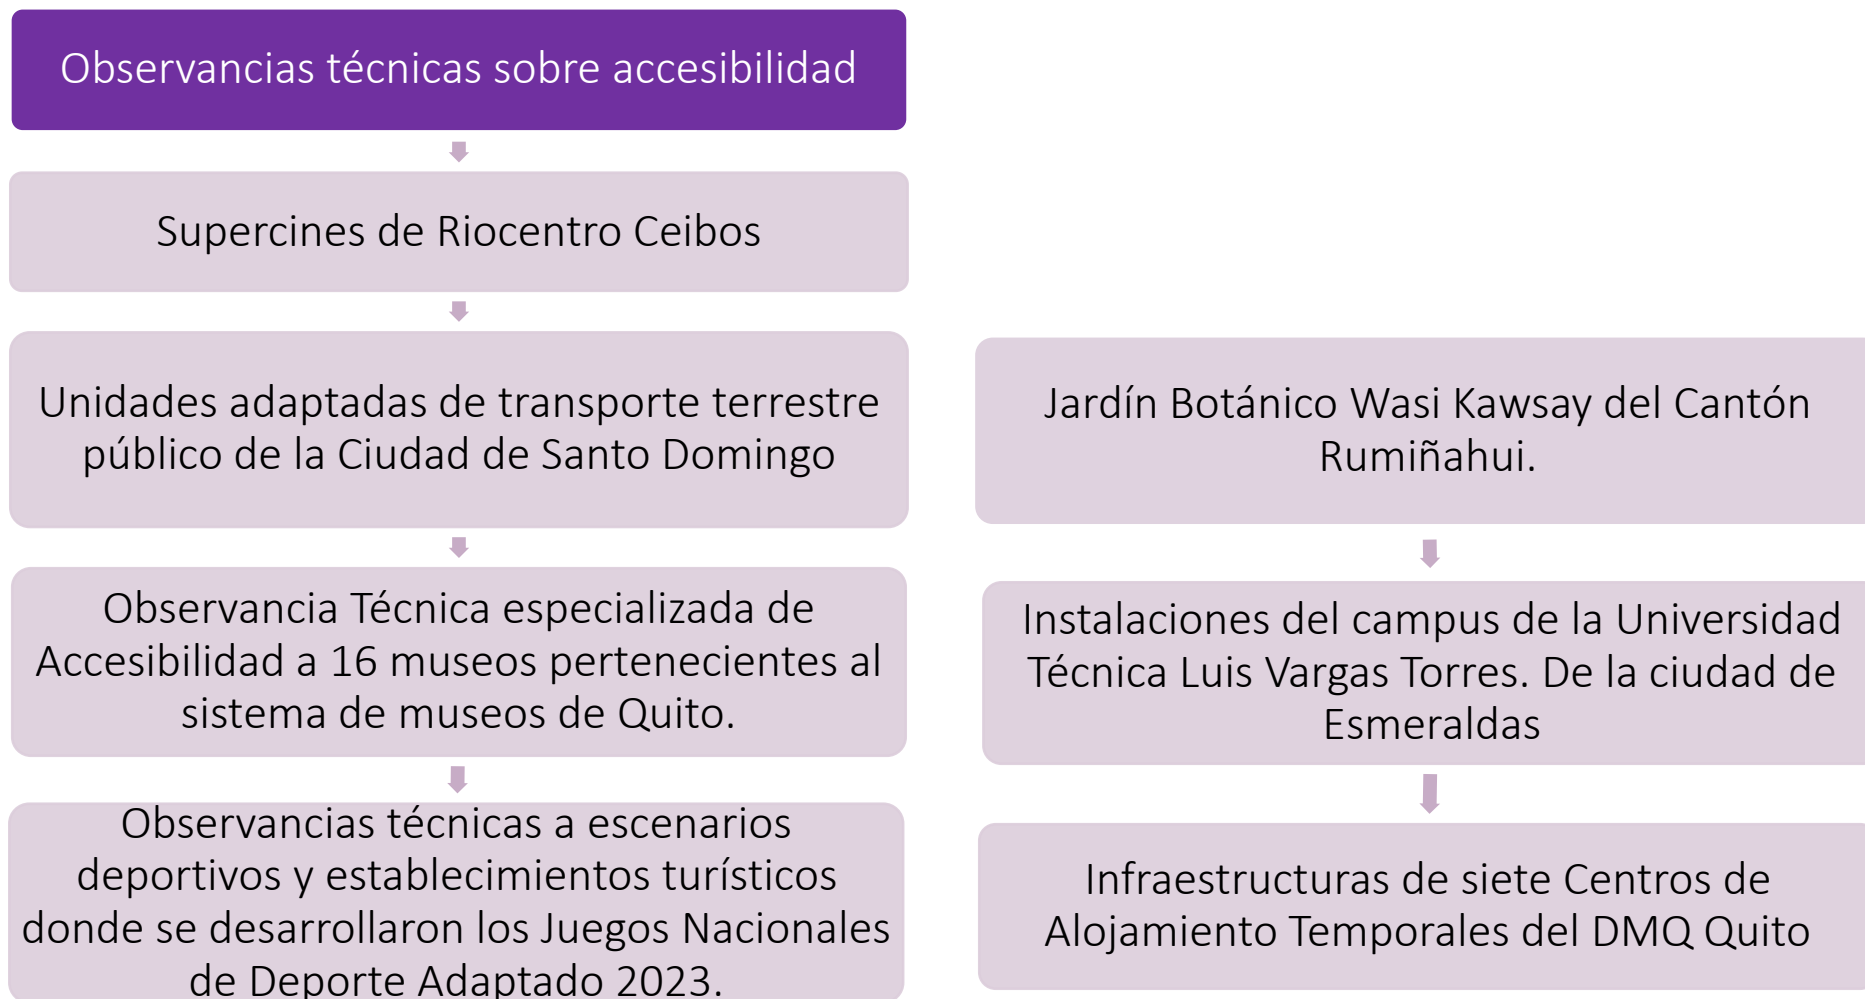 Observancias técnicas sobre accesibilidad
Supercines de Riocentro Ceibos
Unidades adaptadas de transporte terrestre
público de la Ciudad de Santo Domingo
Observancia Técnica especializada de
Accesibilidad a 16 museos pertenecientes al
sistema de museos de Quito.
Observancias técnicas a escenarios
deportivos y establecimientos turísticos
donde se desarrollaron los Juegos Nacionales
de Deporte Adaptado 2023.
Jardín Botánico Wasi Kawsay del Cantón
Rumiñahui.
Instalaciones del campus de la Universidad
Técnica Luis Vargas Torres. De la ciudad de
Esmeraldas
Infraestructuras de siete Centros de
Alojamiento Temporales del DMQ Quito